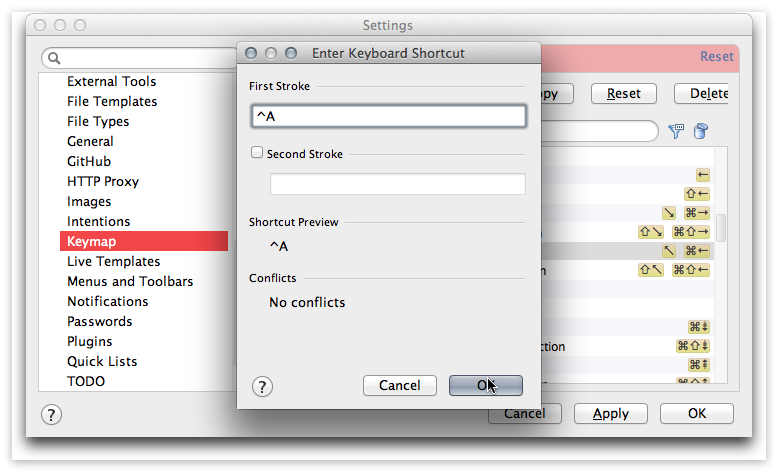 Settings
Enter Keyboard Shortcut
Reset
External Tools
File Templates
File Types
General
GitHub
HTTP Proxy
Images
Intentions
Keymap
Live Templates
Menus and Toolbars
Notifications
Passwords
Plugins
Quick Lists
TODO
First Stroke
^A
Second Stroke
Shortcut Preview
^A
Conflicts
No conflicts
?
Cancel
OK
opy
Reset
Delete
←
⇧←
↘ ⌘→
⇧↘ ⌘⇧→
↖ ⌘←
⇧↖ ⌘⇧←
⌘⇟
ction ⌘⇧⇟
⌘⇞
?
Cancel
Apply
OK